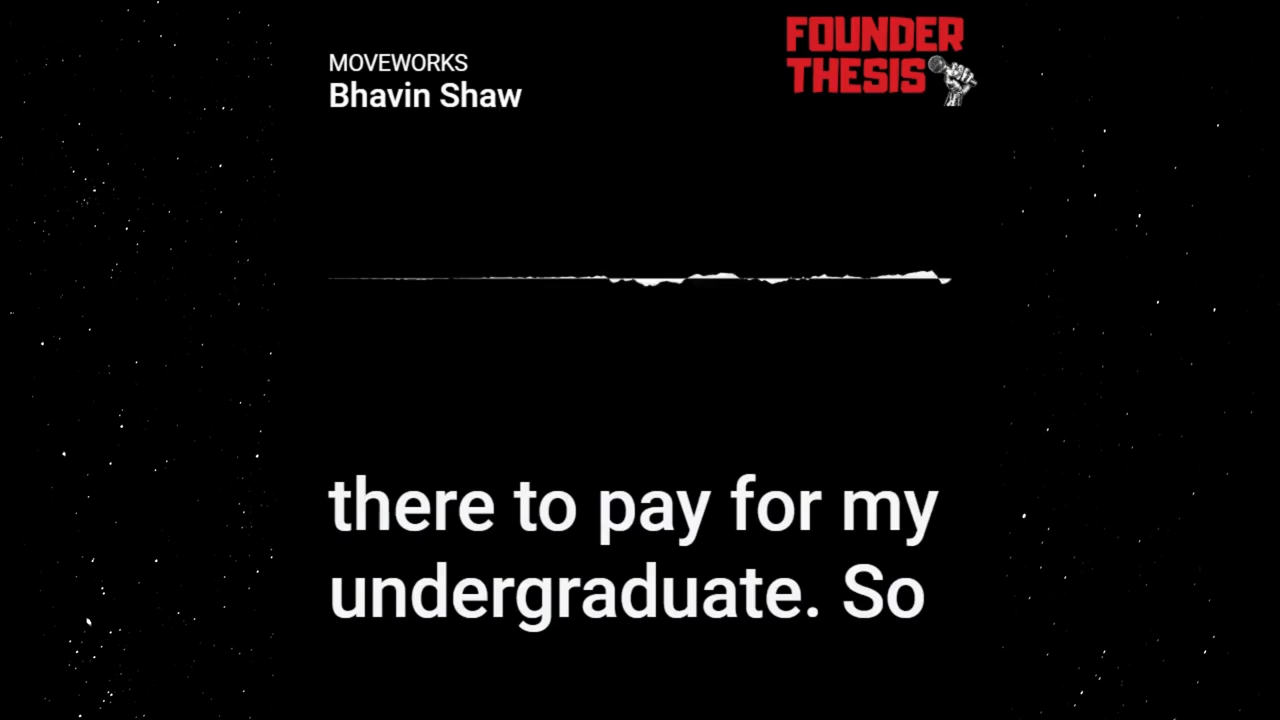 MOVEWORKS
Bhavin Shaw
FOUNDER
THESIS
there to pay for my
undergraduate. So